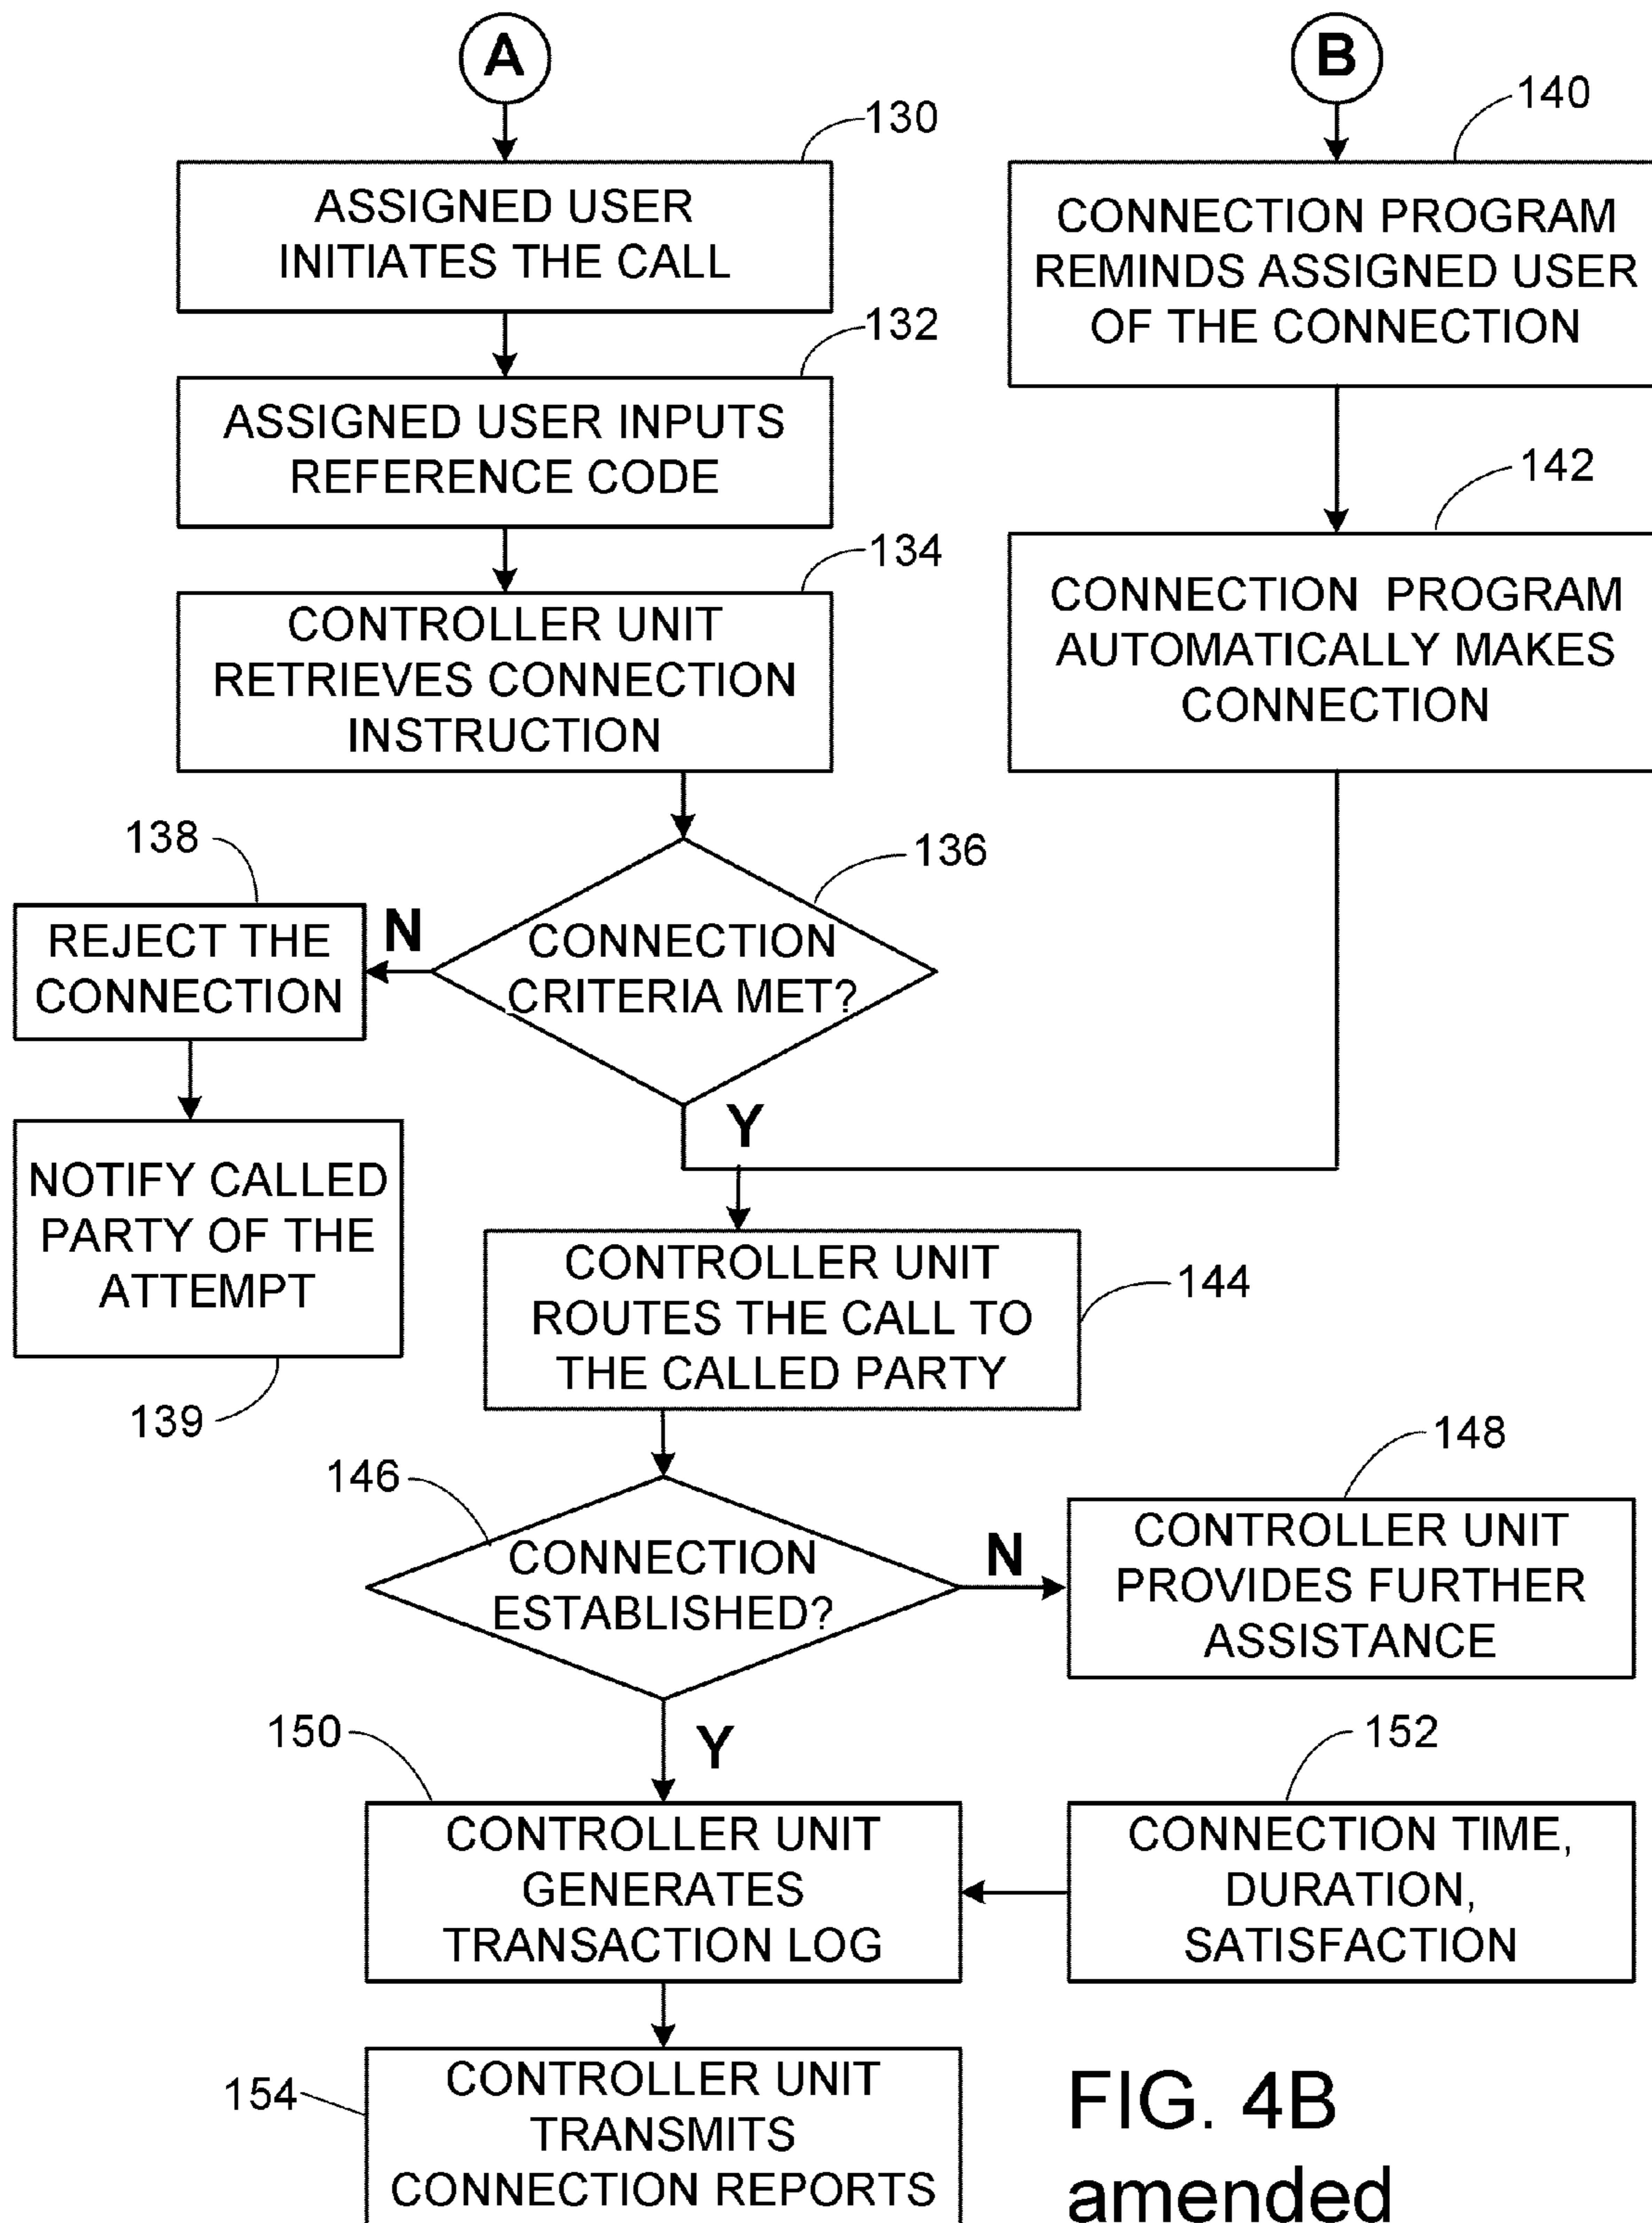 A
130
ASSIGNED USER
INITIATES THE CALL
132
ASSIGNED USER INPUTS
REFERENCE CODE
134
CONTROLLER UNIT
RETRIEVES CONNECTION
INSTRUCTION
136
CONNECTION
CRITERIA MET?
N
138
REJECT THE
CONNECTION
NOTIFY CALLED
PARTY OF THE
ATTEMPT
139
Y
B
140
CONNECTION PROGRAM
REMINDS ASSIGNED USER
OF THE CONNECTION
142
CONNECTION PROGRAM
AUTOMATICALLY MAKES
CONNECTION
CONTROLLER UNIT
ROUTES THE CALL TO
THE CALLED PARTY
144
146
CONNECTION
ESTABLISHED?
N
148
CONTROLLER UNIT
PROVIDES FURTHER
ASSISTANCE
Y
150
CONTROLLER UNIT
GENERATES
TRANSACTION LOG
152
CONNECTION TIME,
DURATION,
SATISFACTION
154
CONTROLLER UNIT
TRANSMITS
CONNECTION REPORTS
FIG. 4B
amended